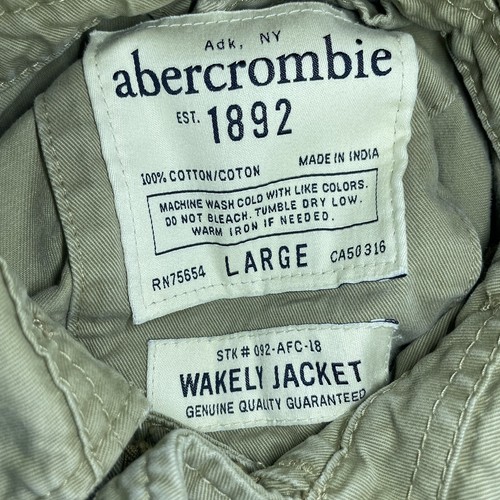 Adk, NY
abercrombie
EST. 1892
100% COTTON/COTON MADE IN INDIA
MACHINE WASH COLD WITH LIKE COLORS.
DO NOT BLEACH. TUMBLE DRY LOW.
WARM IRON IF NEEDED.
RN75654 LARGE CA50316
STK# 092-AFC-18
WAKELY JACKET
GENUINE QUALITY GUARANTEED